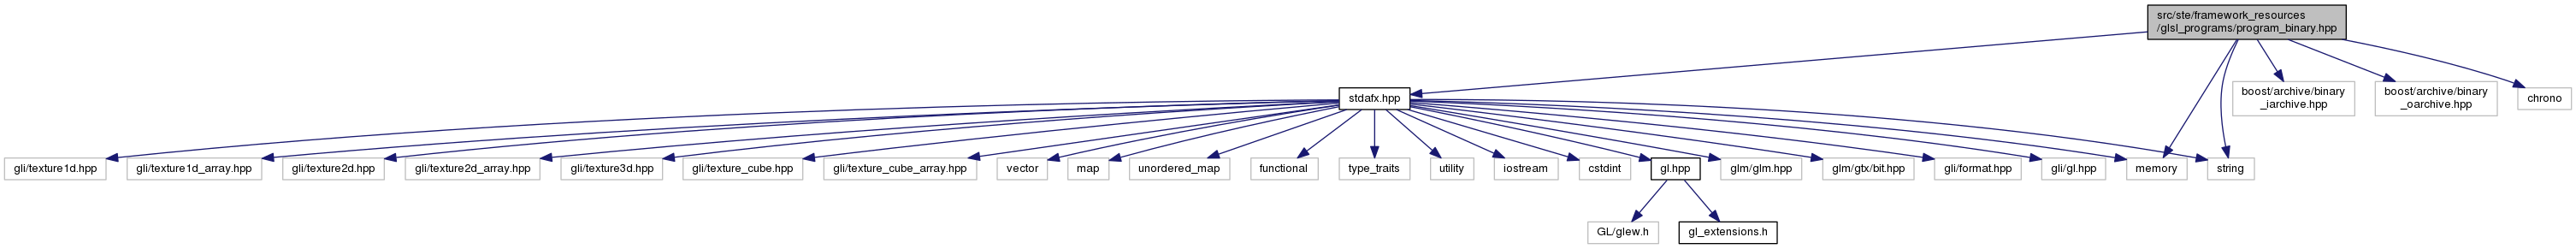 src/ste/framework_resources
/glsl_programs/program_binary.hpp
stdafx.hpp
boost/archive/binary
_iarchive.hpp
boost/archive/binary
_oarchive.hpp
chrono
gli/texture1d.hpp
gli/texture1d_array.hpp
gli/texture2d.hpp
gli/texture2d_array.hpp
gli/texture3d.hpp
gli/texture_cube.hpp
gli/texture_cube_array.hpp
vector
map
unordered_map
functional
type_traits
utility
iostream
cstdint
gl.hpp
glm/glm.hpp
glm/gtx/bit.hpp
gli/format.hpp
gli/gl.hpp
memory
string
GL/glew.h
gl_extensions.h